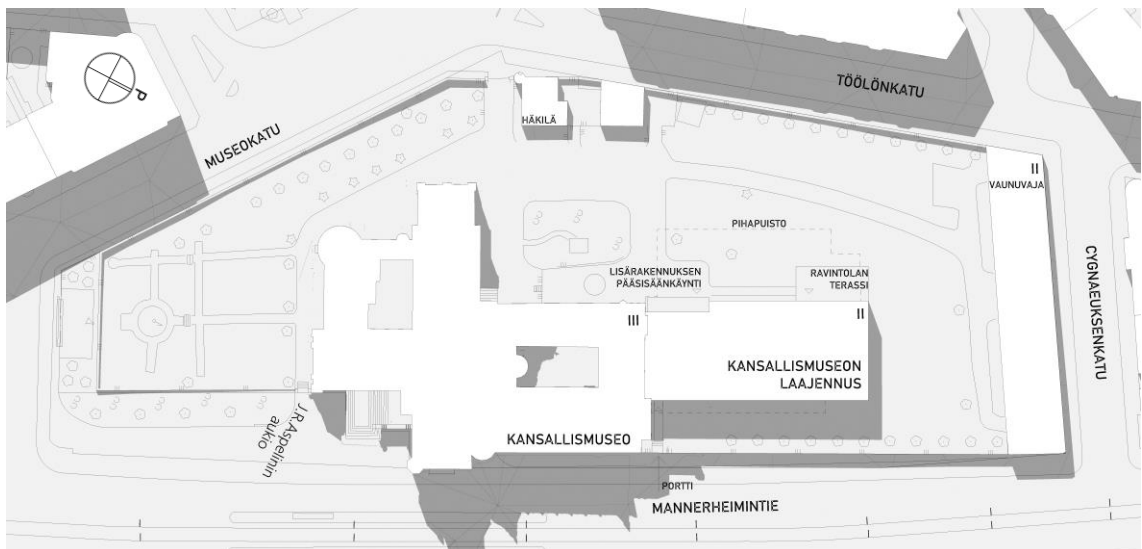 P
MUSEOKATU
HÄKILÄ
TÖÖLÖNKATU
II
VAUNUVAJA
CYGNAEUKSENKATU
PIHAPUISTO
LISÄRAKENNUKSEN
PÄÄSISÄÄNKÄYNTI
RAVINTOLAN
TERASSI
III
II
KANSALLISMUSEON
LAAJENNUS
KANSALLISMUSEO
J.R.Aspelinin
aukio
PORTTI
MANNERHEIMINTIE